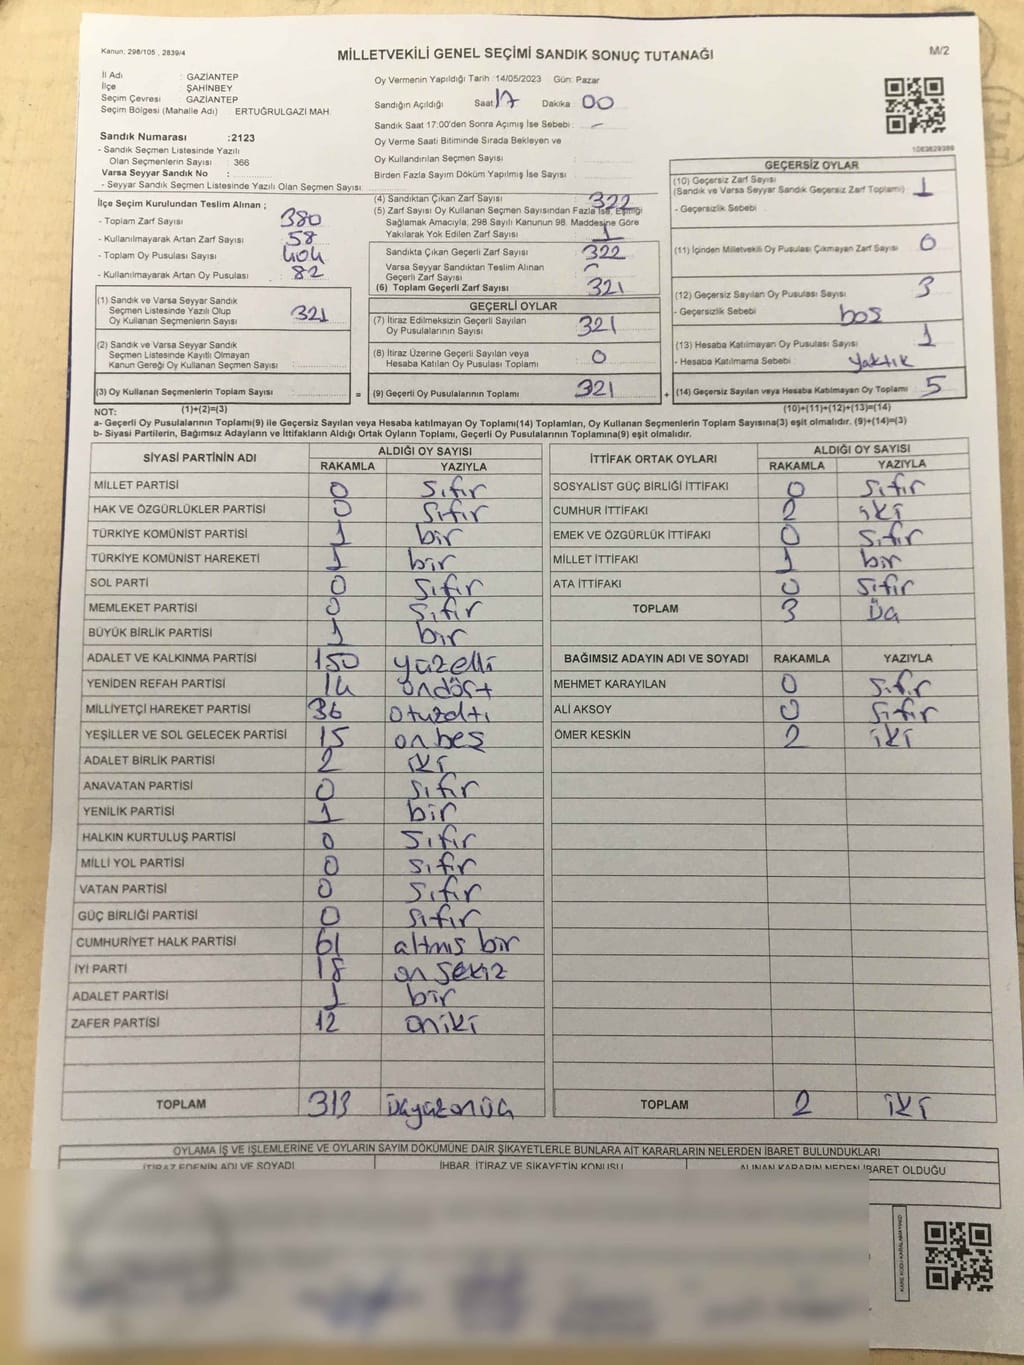 Kanun: 298/105 , 2839/4
MİLLETVEKİLİ GENEL SEÇİMİ SANDIK SONUÇ TUTANAĞI
M/2
İl Adı : GAZİANTEP
İlçe : ŞAHİNBEY
Seçim Çevresi GAZİANTEP
Seçim Bölgesi (Mahalle Adı) : ERTUĞRULGAZİ MAH.
Sandık Numarası :2123
- Sandık Seçmen Listesinde Yazılı
Olan Seçmenlerin Sayısı : 366
Varsa Seyyar Sandık No :
- Seyyar Sandık Seçmen Listesinde Yazılı Olan Seçmen Sayısı
Oy Vermenin Yapıldığı Tarih : 14/05/2023 Gün: Pazar
Sandığın Açıldığı Saat 17 Dakika 00
Sandık Saat 17:00'den Sonra Açımış İse Sebebi : -
Oy Verme Saati Bitiminde Sırada Bekleyen ve
Oy Kullandırılan Seçmen Sayısı
Birden Fazla Sayım Döküm Yapılmış İse Sayısı
İlçe Seçim Kurulundan Teslim Alınan ;
- Toplam Zarf Sayısı 380
- Kullanılmayarak Artan Zarf Sayısı 58
- Toplam Oy Pusulası Sayısı 404
- Kullanılmayarak Artan Oy Pusulası 82
(4) Sandıktan Çıkan Zarf Sayısı 322
(5) Zarf Sayısı Oy Kullanan Seçmen Sayısından Fazla İse, Eşitliği
Sağlamak Amacıyla, 298 Sayılı Kanunun 98. Maddesine Göre
Yakılarak Yok Edilen Zarf Sayısı 1
Sandıkta Çıkan Geçerli Zarf Sayısı 322
Varsa Seyyar Sandıktan Teslim Alınan
Geçerli Zarf Sayısı
(6) Toplam Geçerli Zarf Sayısı 321
GEÇERSİZ OYLAR
(10) Geçersiz Zarf Sayısı
(Sandık ve Varsa Seyyar Sandık Geçersiz Zarf Toplamı) 1
- Geçersizlik Sebebi
(11) İçinden Milletvekili Oy Pusulası Çıkmayan Zarf Sayısı 0
(12) Geçersiz Sayılan Oy Pusulası Sayısı 3
- Geçersizlik Sebebi boş
(13) Hesaba Katılmayan Oy Pusulası Sayısı 1
- Hesaba Katılmama Sebebi yaktık
(14) Geçersiz Sayılan veya Hesaba Katılmayan Oy Toplamı 5
(10)+(11)+(12)+(13)=(14)
(1) Sandık ve Varsa Seyyar Sandık
Seçmen Listesinde Yazılı Olup
Oy Kullanan Seçmenlerin Sayısı 321
(2) Sandık ve Varsa Seyyar Sandık
Seçmen Listesinde Kayıtlı Olmayan
Kanun Gereği Oy Kullanan Seçmen Sayısı
(3) Oy Kullanan Seçmenlerin Toplam Sayısı =
(1)+(2)=(3)
GEÇERLİ OYLAR
(7) İtiraz Edilmeksizin Geçerli Sayılan
Oy Pusulalarının Sayısı 321
(8) İtiraz Üzerine Geçerli Sayılan veya
Hesaba Katılan Oy Pusulası Toplamı 0
(9) Geçerli Oy Pusulalarının Toplamı 321 +
NOT:
a- Geçerli Oy Pusulalarının Toplamı(9) ile Geçersiz Sayılan veya Hesaba katılmayan Oy Toplamı(14) Toplamları, Oy Kullanan Seçmenlerin Toplam Sayısına(3) eşit olmalıdır. (9)+(14)=(3)
b- Siyasi Partilerin, Bağımsız Adayların ve İttifakların Aldığı Ortak Oyların Toplamı, Geçerli Oy Pusulalarının Toplamına(9) eşit olmalıdır.
SİYASİ PARTİNİN ADI ALDIĞI OY SAYISI
RAKAMLA YAZIYLA
MİLLET PARTİSİ 0 Sıfır
HAK VE ÖZGÜRLÜKLER PARTİSİ 0 Sıfır
TÜRKİYE KOMÜNİST PARTİSİ 1 bir
TÜRKİYE KOMÜNİST HAREKETİ 1 bir
SOL PARTİ 0 Sıfır
MEMLEKET PARTİSİ 0 Sıfır
BÜYÜK BİRLİK PARTİSİ 1 bir
ADALET VE KALKINMA PARTİSİ 150 yüzelli
YENİDEN REFAH PARTİSİ 14 ondört
MİLLİYETÇİ HAREKET PARTİSİ 36 otuzaltı
YEŞİLLER VE SOL GELECEK PARTİSİ 15 on beş
ADALET BİRLİK PARTİSİ 2 iki
ANAVATAN PARTİSİ 0 sıfır
YENİLİK PARTİSİ 1 bir
HALKIN KURTULUŞ PARTİSİ 0 Sıfır
MİLLİ YOL PARTİSİ 0 sıfır
VATAN PARTİSİ 0 Sıfır
GÜÇ BİRLİĞİ PARTİSİ 0 sıfır
CUMHURİYET HALK PARTİSİ 61 altmış bir
İYİ PARTİ 18 on sekiz
ADALET PARTİSİ 1 bir
ZAFER PARTİSİ 12 oniki
TOPLAM 313 üçyüzonüç
İTTİFAK ORTAK OYLARI ALDIĞI OY SAYISI
RAKAMLA YAZIYLA
SOSYALİST GÜÇ BİRLİĞİ İTTİFAKI 0 Sıfır
CUMHUR İTTİFAKI 2 iki
EMEK VE ÖZGÜRLÜK İTTİFAKI 0 Sıfır
MİLLET İTTİFAKI 1 bir
ATA İTTİFAKI 0 Sıfır
TOPLAM 3 üç
BAĞIMSIZ ADAYIN ADI VE SOYADI RAKAMLA YAZIYLA
MEHMET KARAYILAN 0 Sıfır
ALİ AKSOY 0 Sıfır
ÖMER KESKİN 2 iki
TOPLAM 2 iki
OYLAMA İŞ VE İŞLEMLERİNE VE OYLARIN SAYIM DÖKÜMÜNE DAİR ŞİKAYETLERLE BUNLARA AİT KARARLARIN NELERDEN İBARET BULUNDUKLARI
İTİRAZ EDENİN ADI VE SOYADI İHBAR, İTİRAZ VE ŞİKAYETİN KONUSU ALINAN KARARIN NEDEN İBARET OLDUĞU
KARE KODU KARALAMAYINIZ!